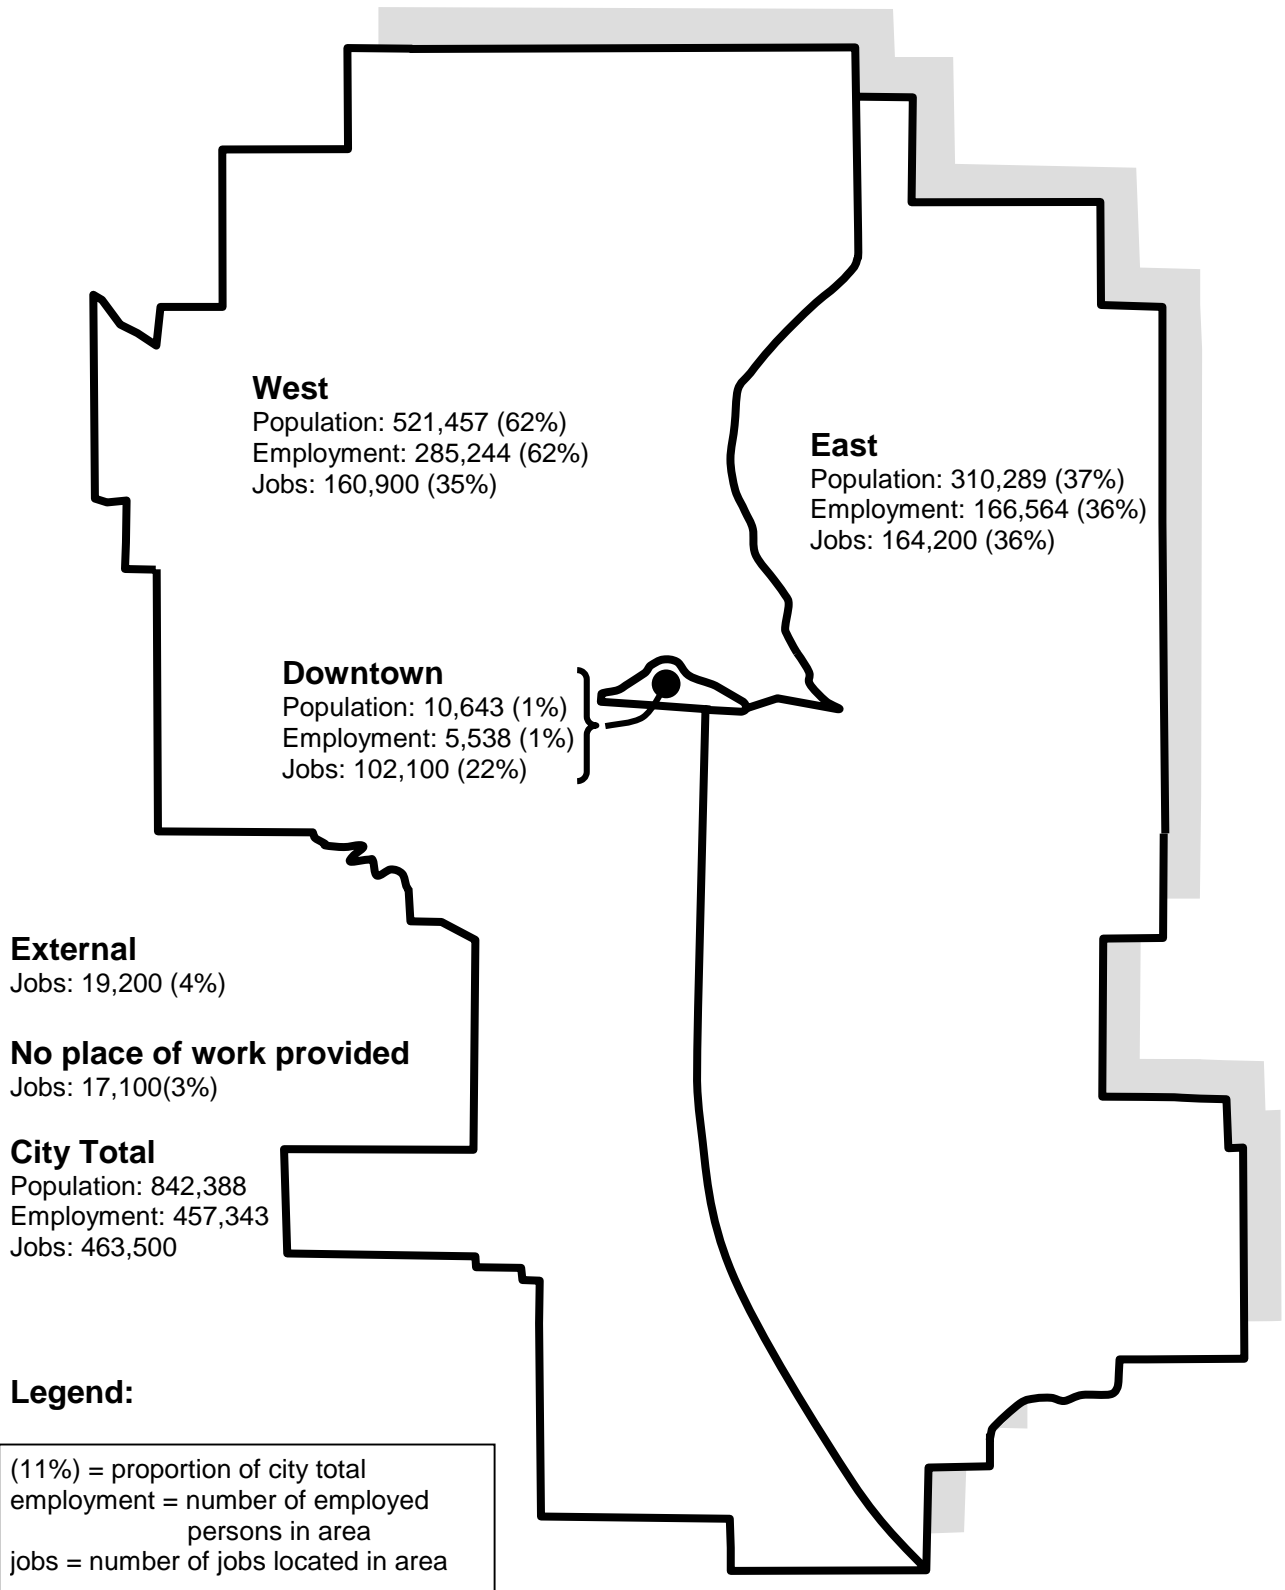 West
Population: 521,457 (62%)
Employment: 285,244 (62%)
Jobs: 160,900 (35%)
East
Population: 310,289 (37%)
Employment: 166,564 (36%)
Jobs: 164,200 (36%)
Downtown
Population: 10,643 (1%)
Employment: 5,538 (1%)
Jobs: 102,100 (22%)
External
Jobs: 19,200 (4%)
No place of work provided
Jobs: 17,100(3%)
City Total
Population: 842,388
Employment: 457,343
Jobs: 463,500
Legend:
(11%) = proportion of city total
employment = number of employed
persons in area
jobs = number of jobs located in area